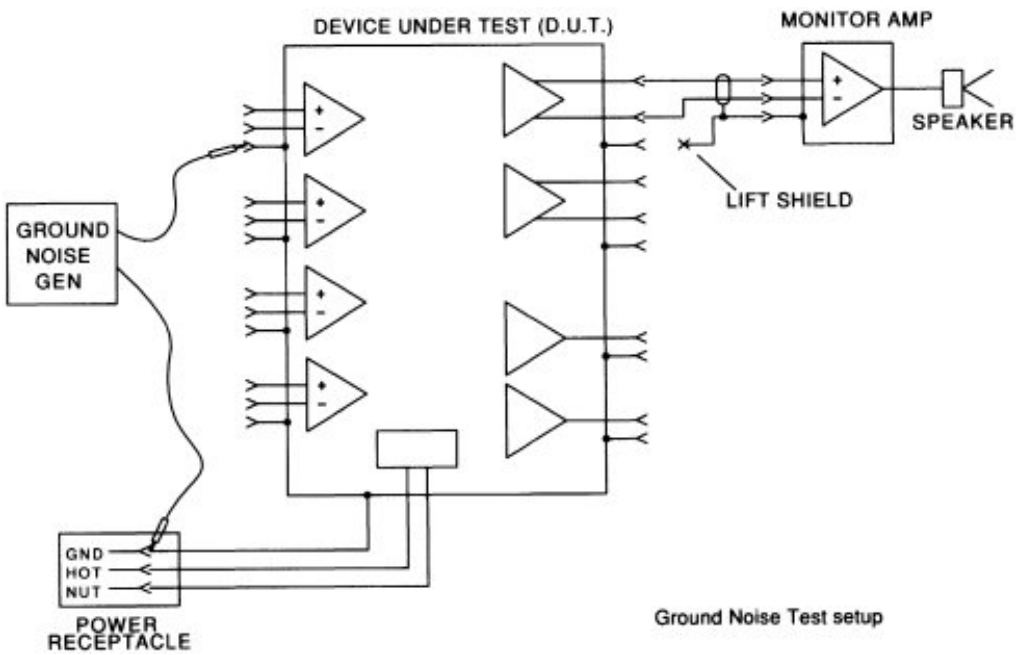 DEVICE UNDER TEST (D.U.T.)
MONITOR AMP
+
−
+
−
SPEAKER
LIFT SHIELD
GROUND
NOISE
GEN
+
−
+
−
+
−
GND
HOT
NUT
POWER
RECEPTACLE
Ground Noise Test setup